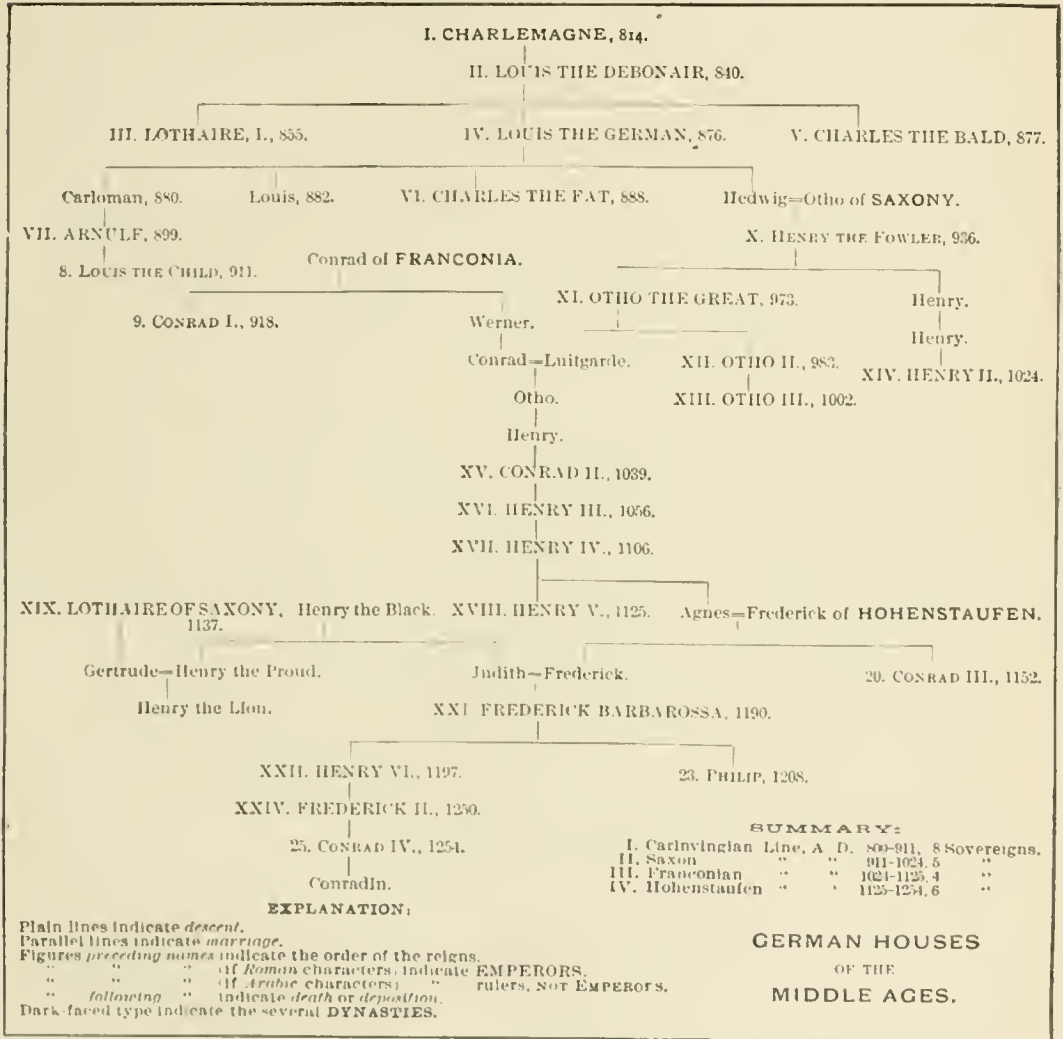 I. CHARLEMAGNE, 814.
II. LOUIS THE DEBONAIR, 840.
III. LOTHAIRE, I., 855. IV. LOUIS THE GERMAN, 876. V. CHARLES THE BALD, 877.
Carloman, 880. Louis, 882. VI. CHARLES THE FAT, 888. Hedwig=Otho of SAXONY.
VII. ARNULF, 899. X. HENRY THE FOWLER, 936.
8. LOUIS THE CHILD, 911. Conrad of FRANCONIA.
XI. OTHO THE GREAT, 973. Henry.
9. CONRAD I., 918. Werner.
Henry.
Conrad=Luitgarde. XII. OTHO II., 983.
XIV. HENRY II., 1024.
Otho. XIII. OTHO III., 1002.
Henry.
XV. CONRAD II., 1039.
XVI. HENRY III., 1056.
XVII. HENRY IV., 1106.
XIX. LOTHAIRE OF SAXONY, Henry the Black. XVIII. HENRY V., 1125. Agnes=Frederick of HOHENSTAUFEN.
1137.
Gertrude=Henry the Proud. Judith=Frederick. 20. CONRAD III., 1152.
Henry the Lion. XXI FREDERICK BARBAROSSA, 1190.
XXII. HENRY VI., 1197. 23. PHILIP, 1208.
XXIV. FREDERICK II., 1250.
25. CONRAD IV., 1254.
Conradin.
SUMMARY:
I. Carlnvingian Line, A D. 800-911, 8 Sovereigns.
II. Saxon " " 911-1024, 5 "
III. Franconian " " 1024-1125, 4 "
IV. Hohenstaufen " " 1125-1254, 6 "
EXPLANATION:
Plain lines indicate descent.
Parallel lines indicate marriage.
Figures preceding names indicate the order of the reigns.
" " " (if Roman characters, indicate EMPERORS.
" " " (if Arabic characters) " rulers, NOT EMPERORS.
" following " indicate death or deposition.
Dark-faced type indicate the several DYNASTIES.
GERMAN HOUSES
OF THE
MIDDLE AGES.